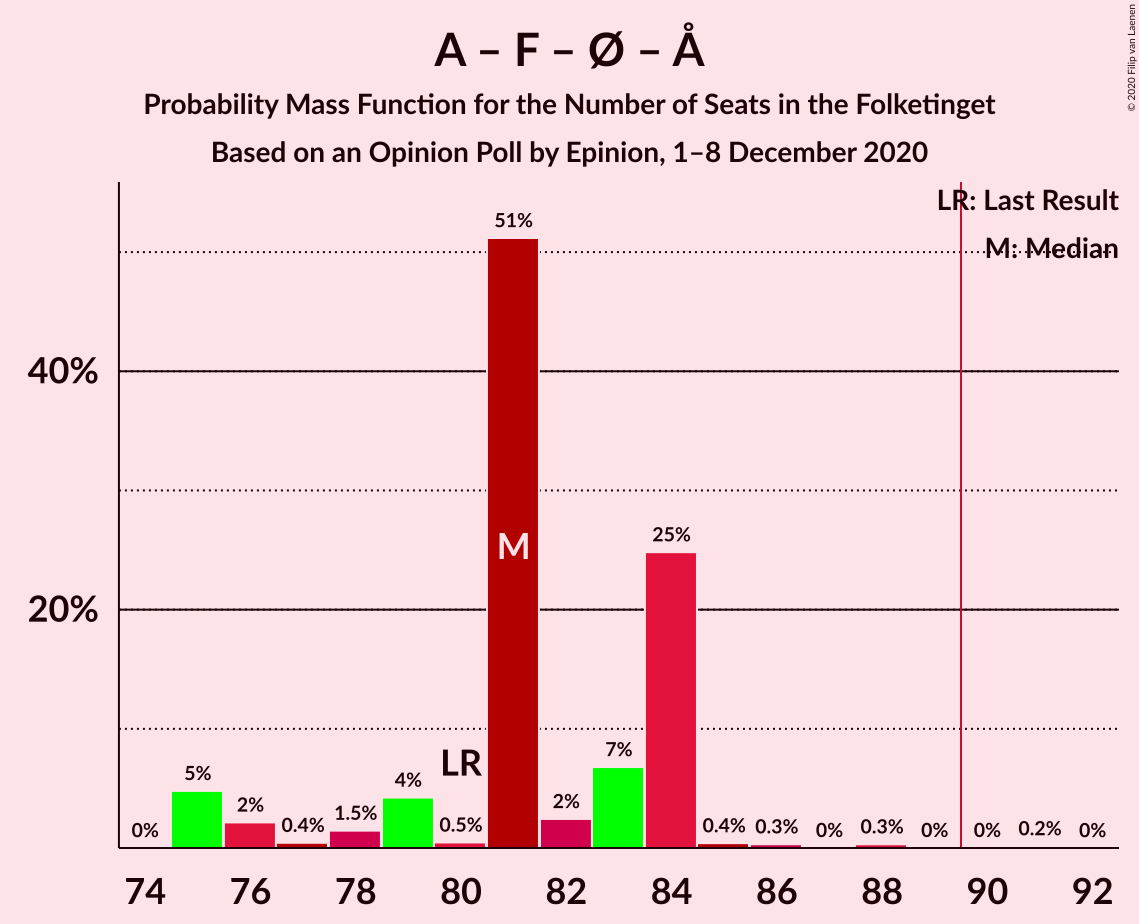 A – F – Ø – Å
Probability Mass Function for the Number of Seats in the Folketinget
Based on an Opinion Poll by Epinion, 1–8 December 2020
© 2020 Filip van Laenen
LR: Last Result
M: Median
51%
40%
25%
M
20%
7%
LR
5%
4%
2%
2%
1.5%
0%
0.4%
0.5%
0.4%
0.3%
0%
0.3%
0%
0%
0.2%
0%
74 76 78 80 82 84 86 88 90 92